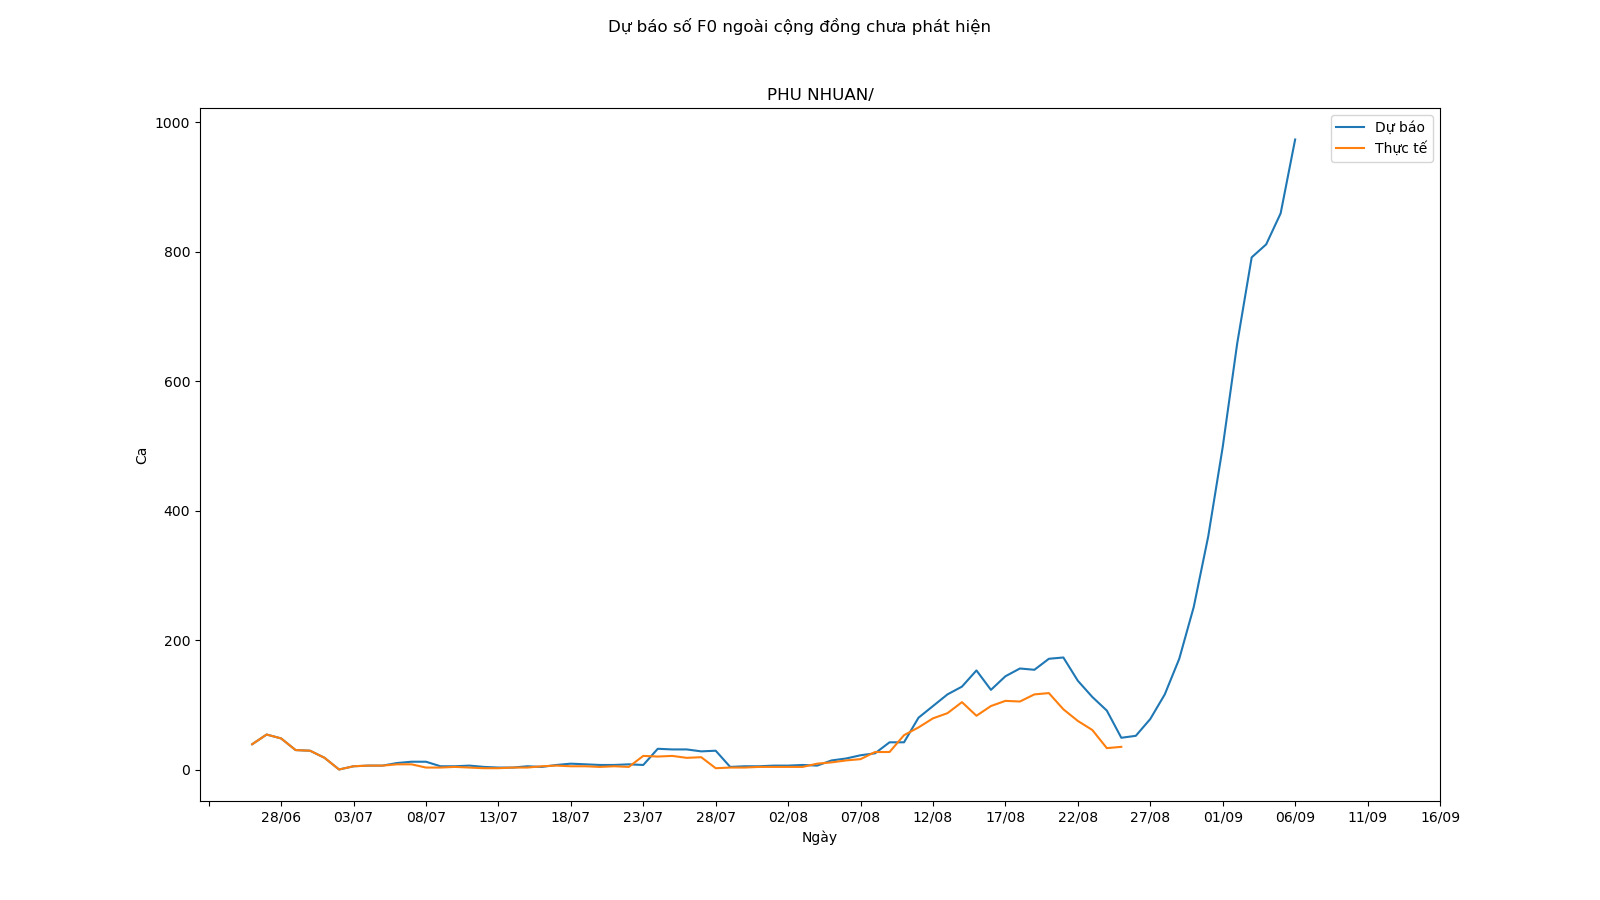 Dự báo số F0 ngoài cộng đồng chưa phát hiện
PHU NHUAN/
1000
800
600
400
200
0
Ca
Dự báo
Thực tế
28/06 03/07 08/07 13/07 18/07 23/07 28/07 02/08 07/08 12/08 17/08 22/08 27/08 01/09 06/09 11/09 16/09
Ngày